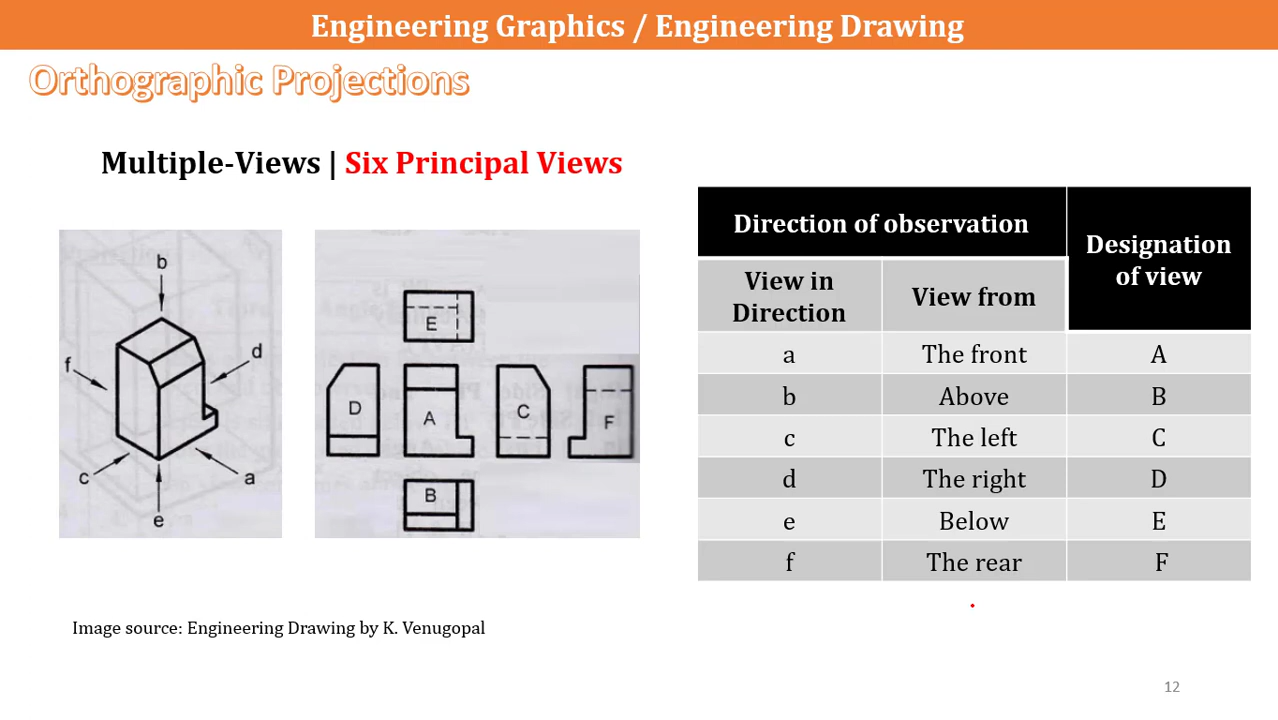 Engineering Graphics / Engineering Drawing
Orthographic Projections
Multiple-Views | Six Principal Views
b
f
d
c
a
e
E
D
A
C
F
B
Direction of observation
Designation
of view
View in
Direction
View from
a The front A
b Above B
c The left C
d The right D
e Below E
f The rear F
Image source: Engineering Drawing by K. Venugopal
12